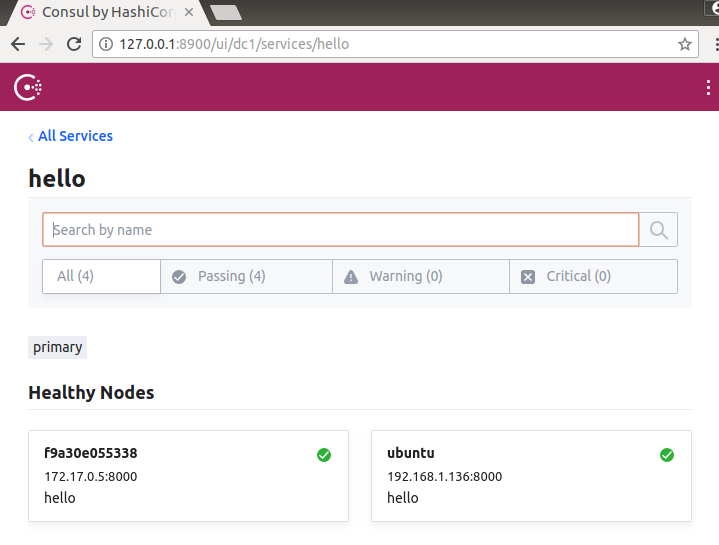 Consul by HashiCor
127.0.0.1:8900/ui/dc1/services/hello
All Services
hello
Search by name
All (4)
Passing (4)
Warning (0)
Critical (0)
primary
Healthy Nodes
f9a30e055338
172.17.0.5:8000
hello
ubuntu
192.168.1.136:8000
hello